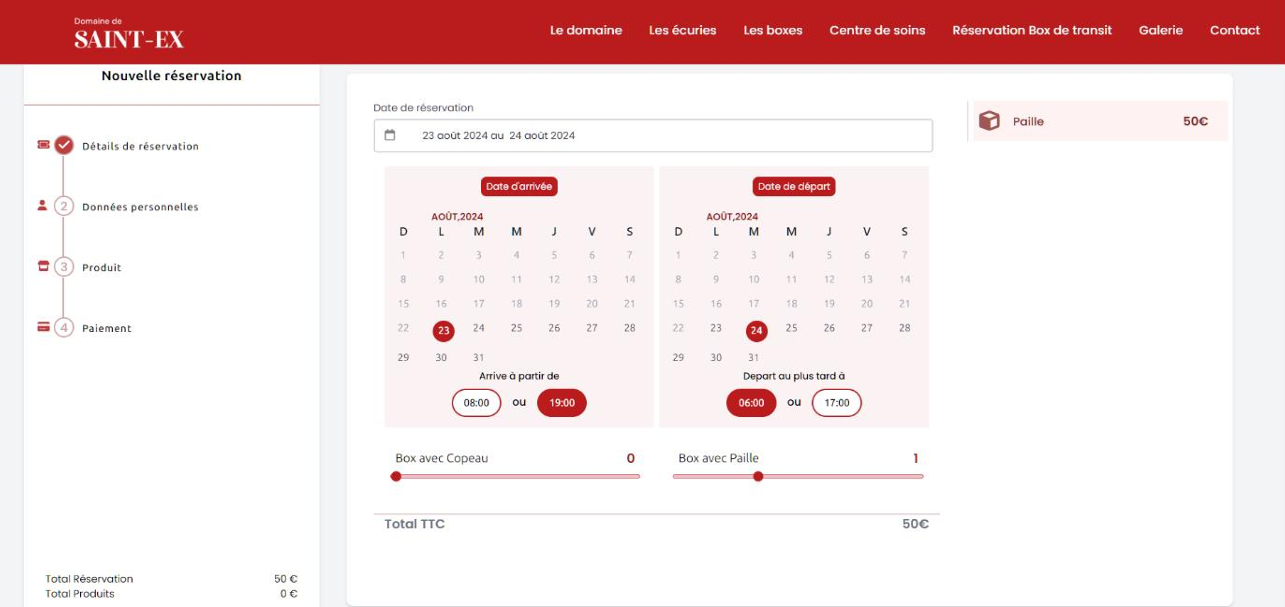 Domaine de
SAINT-EX
Le domaine Les écuries Les boxes Centre de soins Réservation Box de transit Galerie Contact
Nouvelle réservation
Détails de réservation
2 Données personnelles
3 Produit
4 Paiement
Total Réservation 50 €
Total Produits 0 €
Date de réservation
23 août 2024 au 24 août 2024
Date d'arrivée
AOÛT,2024
D L M M J V S
1 2 3 4 5 6 7
8 9 10 11 12 13 14
15 16 17 18 19 20 21
22 23 24 25 26 27 28
29 30 31
Arrive à partir de
08:00 ou 19:00
Date de départ
AOÛT,2024
D L M M J V S
1 2 3 4 5 6 7
8 9 10 11 12 13 14
15 16 17 18 19 20 21
22 23 24 25 26 27 28
29 30 31
Depart au plus tard à
06:00 ou 17:00
Box avec Copeau 0
Box avec Paille 1
Total TTC 50€
Paille 50€